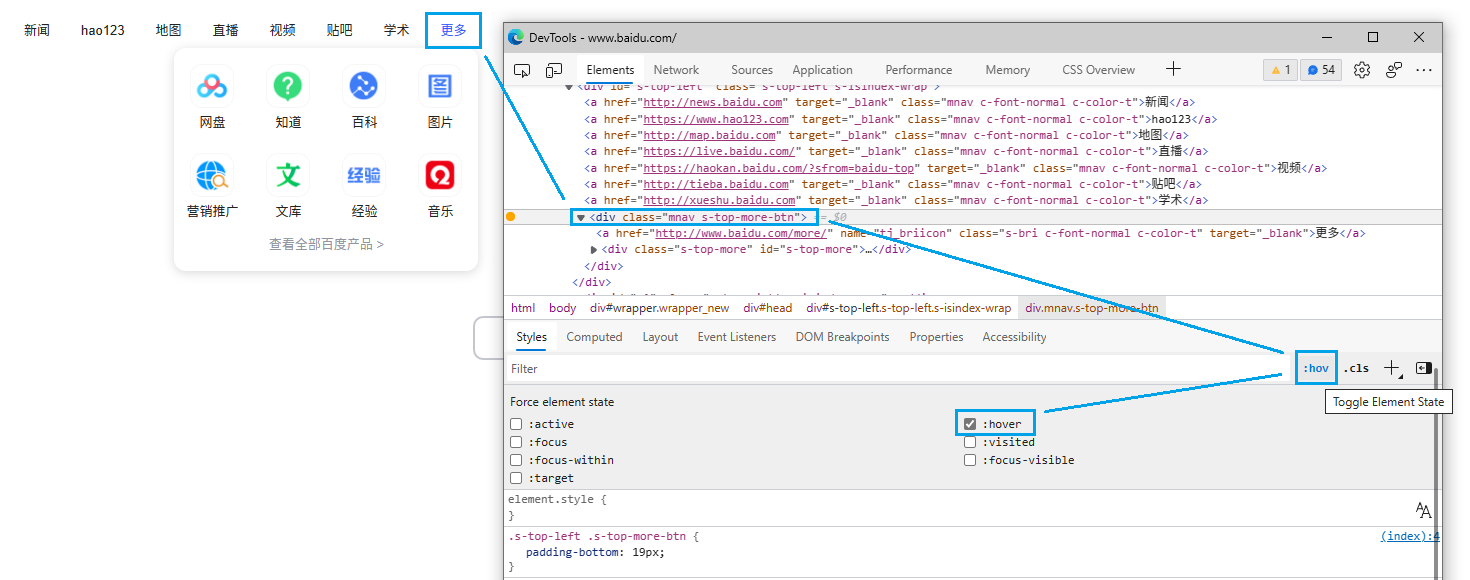 新闻 hao123 地图 直播 视频 贴吧 学术 更多
网盘 知道 百科 图片
文 经验
营销推广 文库 经验 音乐
查看全部百度产品 >
DevTools - www.baidu.com/
Elements Network Sources Application Performance Memory CSS Overview 1 54
<div id="s-top-left" class="s-top-left s-isindex-wrap">
<a href="http://news.baidu.com" target="_blank" class="mnav c-font-normal c-color-t">新闻</a>
<a href="https://www.hao123.com" target="_blank" class="mnav c-font-normal c-color-t">hao123</a>
<a href="http://map.baidu.com" target="_blank" class="mnav c-font-normal c-color-t">地图</a>
<a href="https://live.baidu.com/" target="_blank" class="mnav c-font-normal c-color-t">直播</a>
<a href="https://haokan.baidu.com/?sfrom=baidu-top" target="_blank" class="mnav c-font-normal c-color-t">视频</a>
<a href="http://tieba.baidu.com" target="_blank" class="mnav c-font-normal c-color-t">贴吧</a>
<a href="http://xueshu.baidu.com" target="_blank" class="mnav c-font-normal c-color-t">学术</a>
<div class="mnav s-top-more-btn"> == $0
<a href="http://www.baidu.com/more/" name="tj_briicon" class="s-bri c-font-normal c-color-t" target="_blank">更多</a>
<div class="s-top-more" id="s-top-more">…</div>
</div>
</div>
html body div#wrapper.wrapper_new div#head div#s-top-left.s-top-left.s-isindex-wrap div.mnav.s-top-more-btn
Styles Computed Layout Event Listeners DOM Breakpoints Properties Accessibility
Filter :hov .cls
Toggle Element State
Force element state
:active :hover
:focus :visited
:focus-within :focus-visible
:target
element.style {
}
.s-top-left .s-top-more-btn { (index):4
padding-bottom: 19px;
}